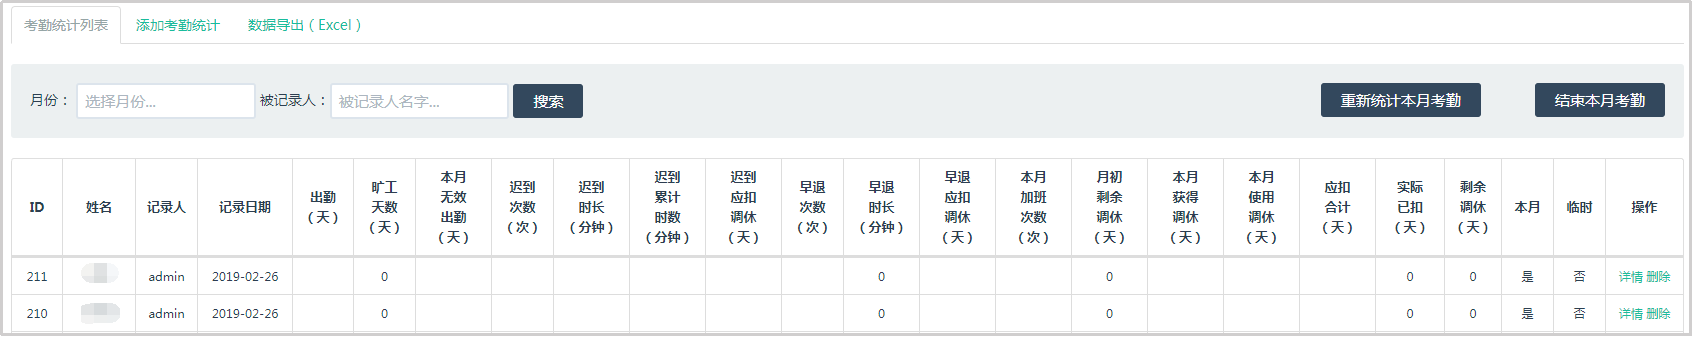 考勤统计列表 添加考勤统计 数据导出（Excel）
月份： 选择月份... 被记录人： 被记录人名字... 搜索 重新统计本月考勤 结束本月考勤
ID 姓名 记录人 记录日期 出勤（天） 旷工天数（天） 本月无效出勤（天） 迟到次数（次） 迟到时长（分钟） 迟到累计时数（分钟） 迟到应扣调休（天） 早退次数（次） 早退时长（分钟） 早退应扣调休（天） 本月加班次数（次） 月初剩余调休（天） 本月获得调休（天） 本月使用调休（天） 应扣合计（天） 实际已扣（天） 剩余调休（天） 本月 临时 操作
211 admin 2019-02-26 0 0 0 0 0 是 否 详情 删除
210 admin 2019-02-26 0 0 0 0 0 是 否 详情 删除